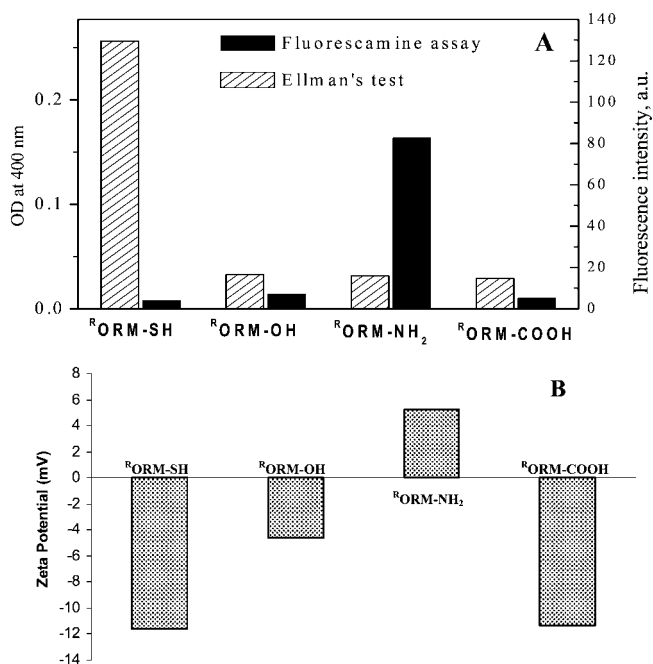 140
A
Fluorescamine assay
120
Ellman's test
0.2
100
80
OD at 400 nm
Fluorescence intensity, a.u.
0.1
60
40
20
0.0
0
ᴿORM-SH
ᴿORM-OH
ᴿORM-NH₂
ᴿORM-COOH
8
B
6
4
2
ᴿORM-SH
ᴿORM-OH
ᴿORM-COOH
0
ᴿORM-NH₂
-2
-4
Zeta Potential (mV)
-6
-8
-10
-12
-14